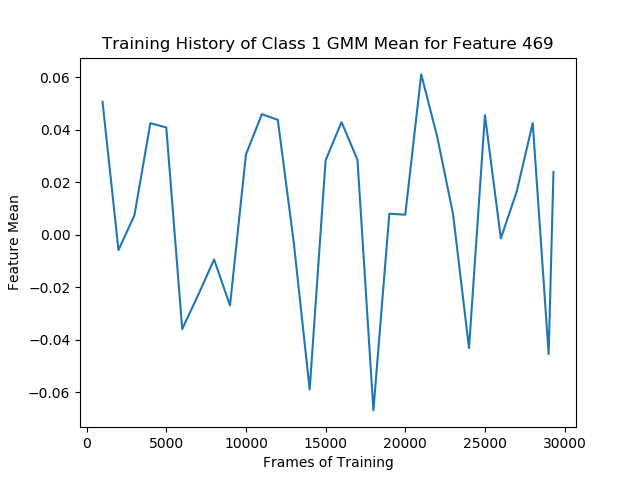 Training History of Class 1 GMM Mean for Feature 469
0.06
0.04
0.02
0.00
−0.02
−0.04
−0.06
Feature Mean
0 5000 10000 15000 20000 25000 30000
Frames of Training